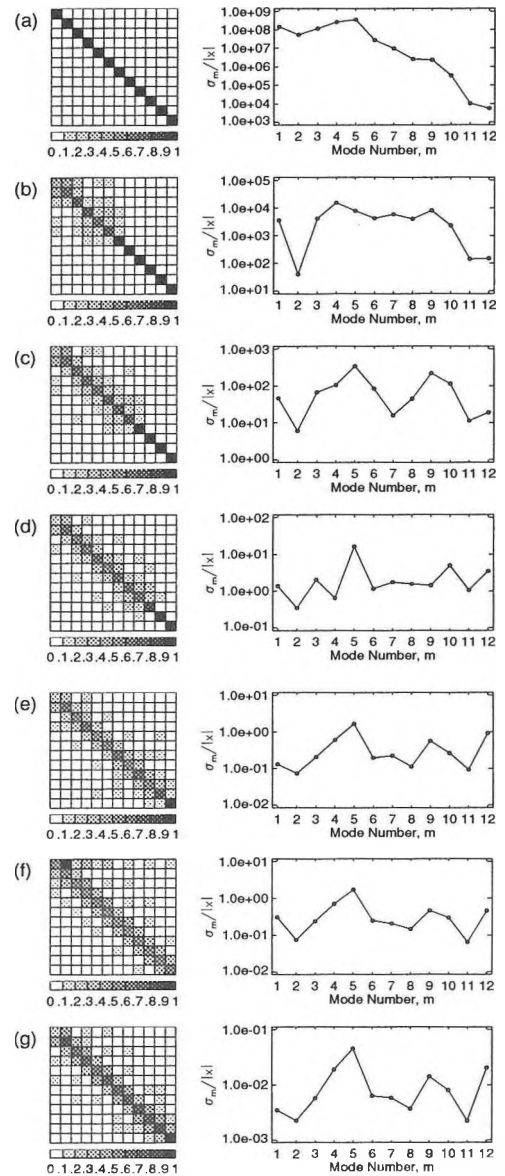 (a)
0.1.2.3.4.5.6.7.8.9 1
σm/|x|
1.0e+09
1.0e+08
1.0e+07
1.0e+06
1.0e+05
1.0e+04
1.0e+03
1 2 3 4 5 6 7 8 9 10 11 12
Mode Number, m
(b)
0.1.2.3.4.5.6.7.8.9 1
σm/|x|
1.0e+05
1.0e+04
1.0e+03
1.0e+02
1.0e+01
1 2 3 4 5 6 7 8 9 10 11 12
Mode Number, m
(c)
0.1.2.3.4.5.6.7.8.9 1
σm/|x|
1.0e+03
1.0e+02
1.0e+01
1.0e+00
1 2 3 4 5 6 7 8 9 10 11 12
Mode Number, m
(d)
0.1.2.3.4.5.6.7.8.9 1
σm/|x|
1.0e+02
1.0e+01
1.0e+00
1.0e-01
1 2 3 4 5 6 7 8 9 10 11 12
Mode Number, m
(e)
0.1.2.3.4.5.6.7.8.9 1
σm/|x|
1.0e+01
1.0e+00
1.0e-01
1.0e-02
1 2 3 4 5 6 7 8 9 10 11 12
Mode Number, m
(f)
0.1.2.3.4.5.6.7.8.9 1
σm/|x|
1.0e+01
1.0e+00
1.0e-01
1.0e-02
1 2 3 4 5 6 7 8 9 10 11 12
Mode Number, m
(g)
0.1.2.3.4.5.6.7.8.9 1
σm/|x|
1.0e-01
1.0e-02
1.0e-03
1 2 3 4 5 6 7 8 9 10 11 12
Mode Number, m